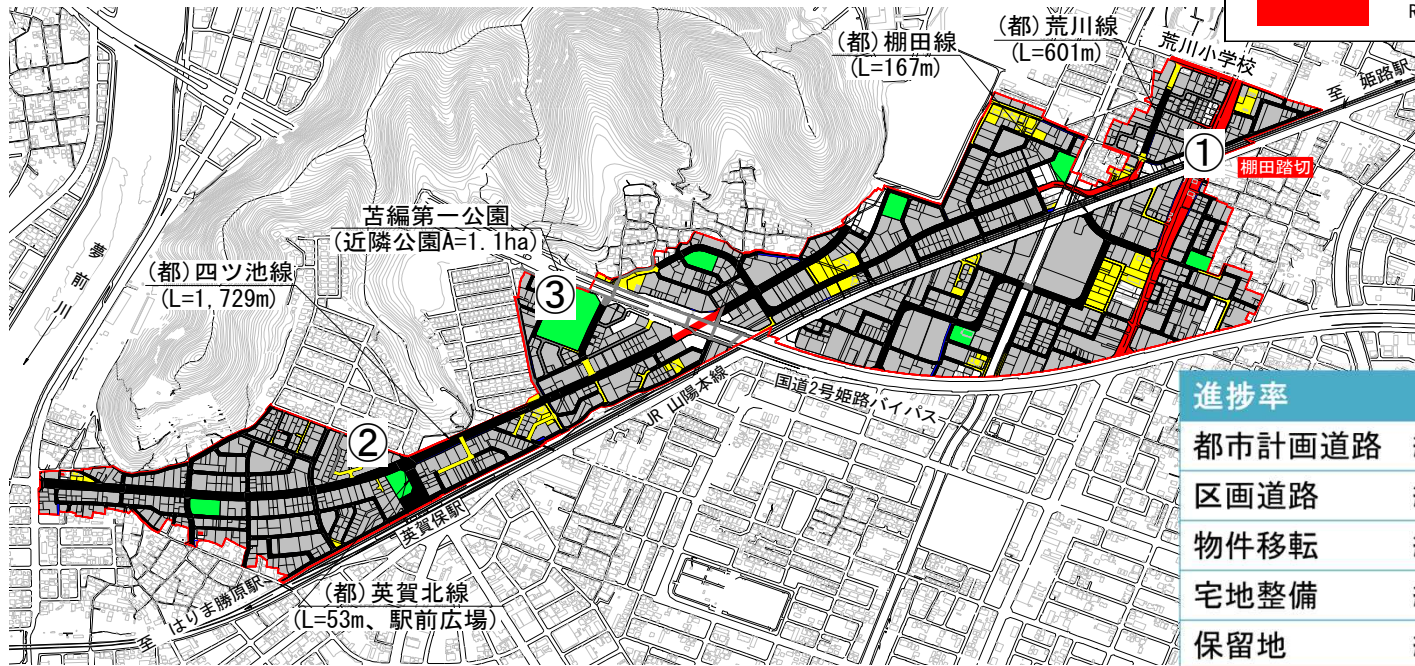 R
(都)荒川線
(L=601m)
荒川小学校
(都)棚田線
(L=167m)
至 姫路駅
①
棚田踏切
苫編第一公園
(近隣公園A=1.1ha)
(都)四ツ池線
(L=1,729m)
夢前川
③
②
JR 山陽本線
国道2号姫路バイパス
英賀保駅
至 はりま勝原駅
(都)英賀北線
(L=53m、駅前広場)
進捗率
都市計画道路
区画道路
物件移転
宅地整備
保留地